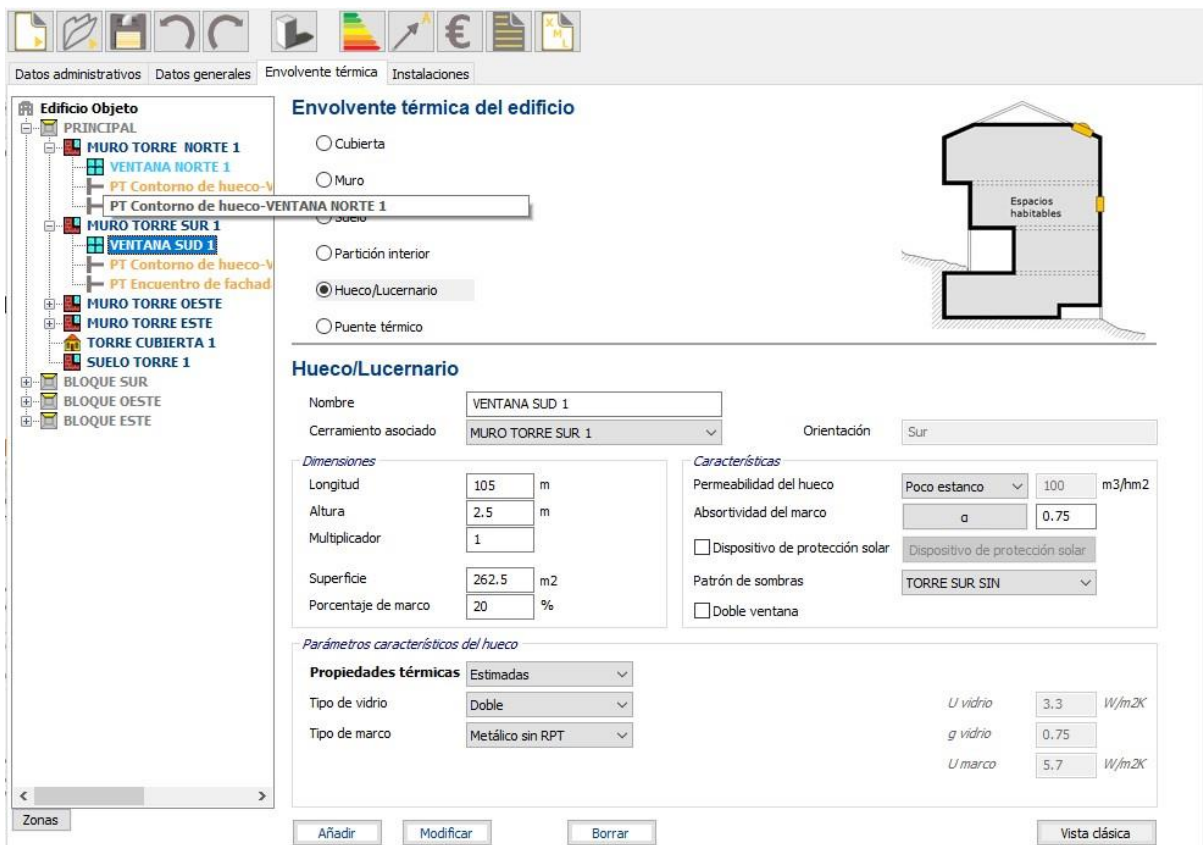 A
€
X
M
L
Datos administrativos Datos generales Envolvente térmica Instalaciones
Edificio Objeto
PRINCIPAL
MURO TORRE NORTE 1
VENTANA NORTE 1
PT Contorno de hueco-V
PT Contorno de hueco-VENTANA NORTE 1
MURO TORRE SUR 1
VENTANA SUD 1
PT Contorno de hueco-V
PT Encuentro de fachad
MURO TORRE OESTE
MURO TORRE ESTE
TORRE CUBIERTA 1
SUELO TORRE 1
BLOQUE SUR
BLOQUE OESTE
BLOQUE ESTE
Zonas
Envolvente térmica del edificio
Cubierta
Muro
Suelo
Partición interior
Hueco/Lucernario
Puente térmico
Espacios
habitables
Hueco/Lucernario
Nombre VENTANA SUD 1
Cerramiento asociado MURO TORRE SUR 1 Orientación Sur
Dimensiones
Longitud 105 m
Altura 2.5 m
Multiplicador 1
Superficie 262.5 m2
Porcentaje de marco 20 %
Características
Permeabilidad del hueco Poco estanco 100 m3/hm2
Absortividad del marco α 0.75
Dispositivo de protección solar Dispositivo de protección solar
Patrón de sombras TORRE SUR SIN
Doble ventana
Parámetros característicos del hueco
Propiedades térmicas Estimadas
Tipo de vidrio Doble U vidrio 3.3 W/m2K
Tipo de marco Metálico sin RPT g vidrio 0.75
U marco 5.7 W/m2K
Añadir Modificar Borrar Vista clásica